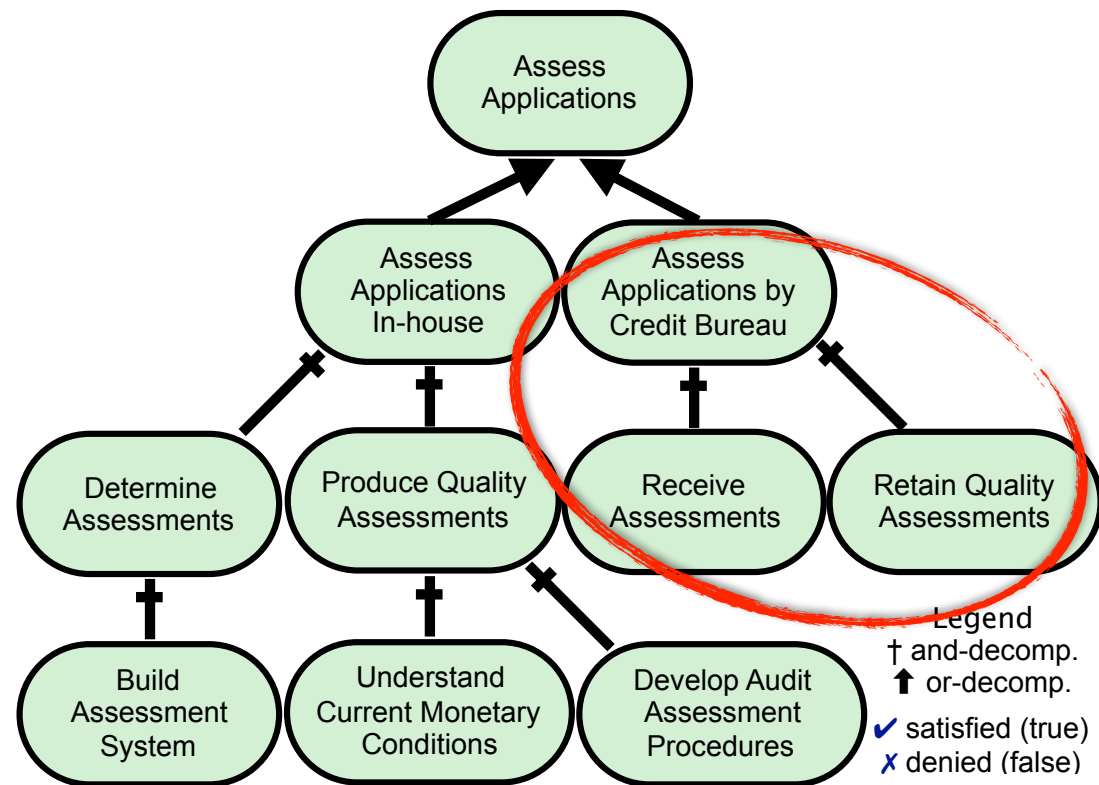 Assess
Applications
Assess
Applications
In-house
Assess
Applications by
Credit Bureau
Determine
Assessments
Produce Quality
Assessments
Receive
Assessments
Retain Quality
Assessments
Build
Assessment
System
Understand
Current Monetary
Conditions
Develop Audit
Assessment
Procedures
Legend
† and-decomp.
⬆ or-decomp.
✔ satisfied (true)
✗ denied (false)